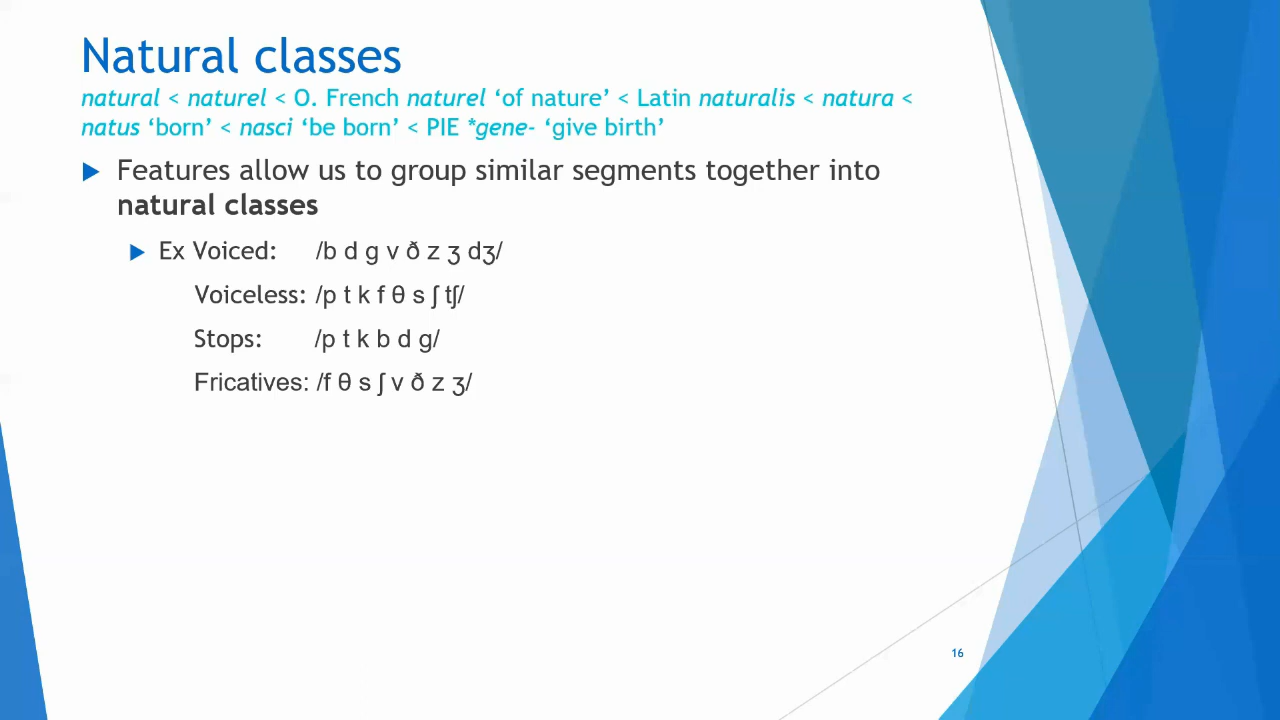 Natural classes
natural < naturel < O. French naturel ‘of nature’ < Latin naturalis < natura <
natus ‘born’ < nasci ‘be born’ < PIE *gene- ‘give birth’
Features allow us to group similar segments together into
natural classes
Ex Voiced: /b d g v ð z ʒ dʒ/
Voiceless: /p t k f θ s ʃ tʃ/
Stops: /p t k b d g/
Fricatives: /f θ s ʃ v ð z ʒ/
16